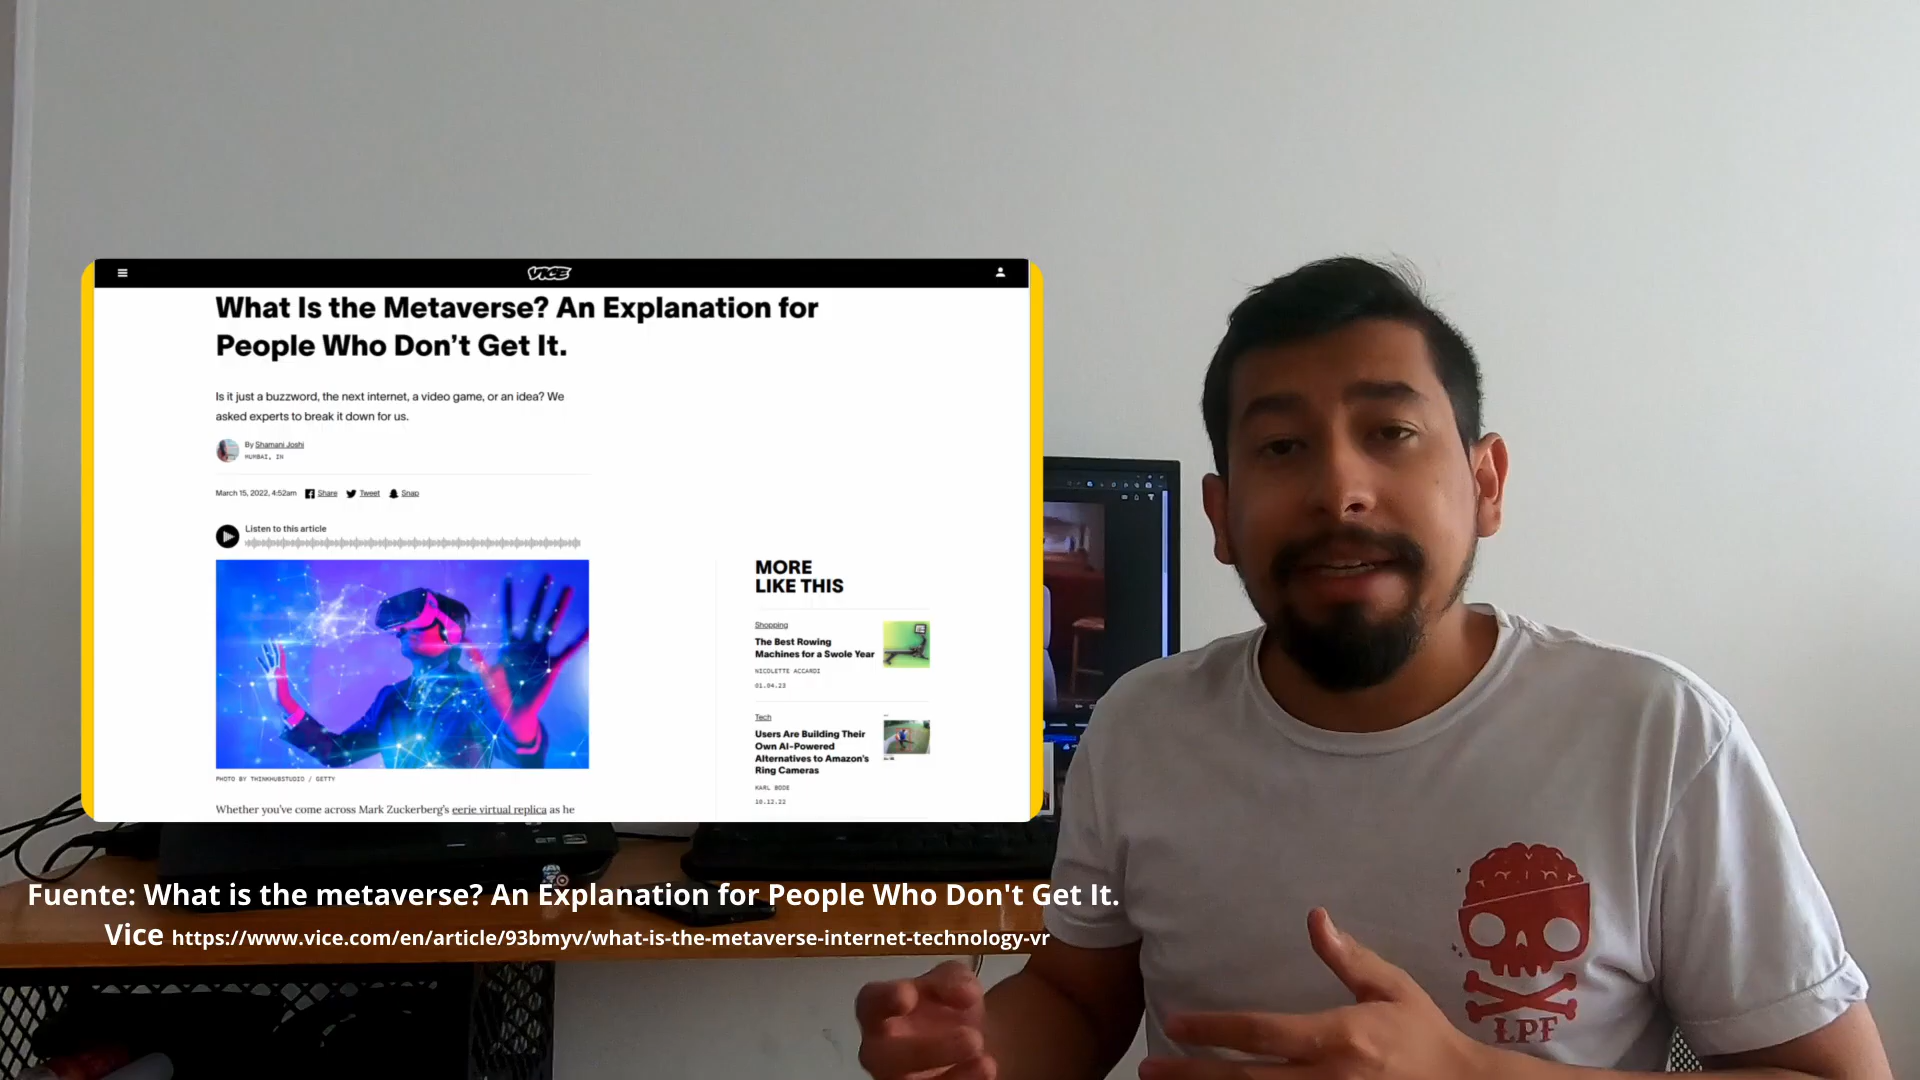 VICE
What Is the Metaverse? An Explanation for
People Who Don’t Get It.
Is it just a buzzword, the next internet, a video game, or an idea? We
asked experts to break it down for us.
By Shamani Joshi
MUMBAI, IN
March 15, 2022, 4:52am Share Tweet Snap
Listen to this article
PHOTO BY THINKHUBSTUDIO / GETTY
Whether you’ve come across Mark Zuckerberg’s eerie virtual replica as he
MORE
LIKE THIS
Shopping
The Best Rowing
Machines for a Swole Year
NICOLETTE ACCARDI
01.04.23
Tech
Users Are Building Their
Own AI-Powered
Alternatives to Amazon’s
Ring Cameras
KARL BODE
10.12.22
Fuente: What is the metaverse? An Explanation for People Who Don't Get It.
Vice https://www.vice.com/en/article/93bmyv/what-is-the-metaverse-internet-technology-vr
LPF